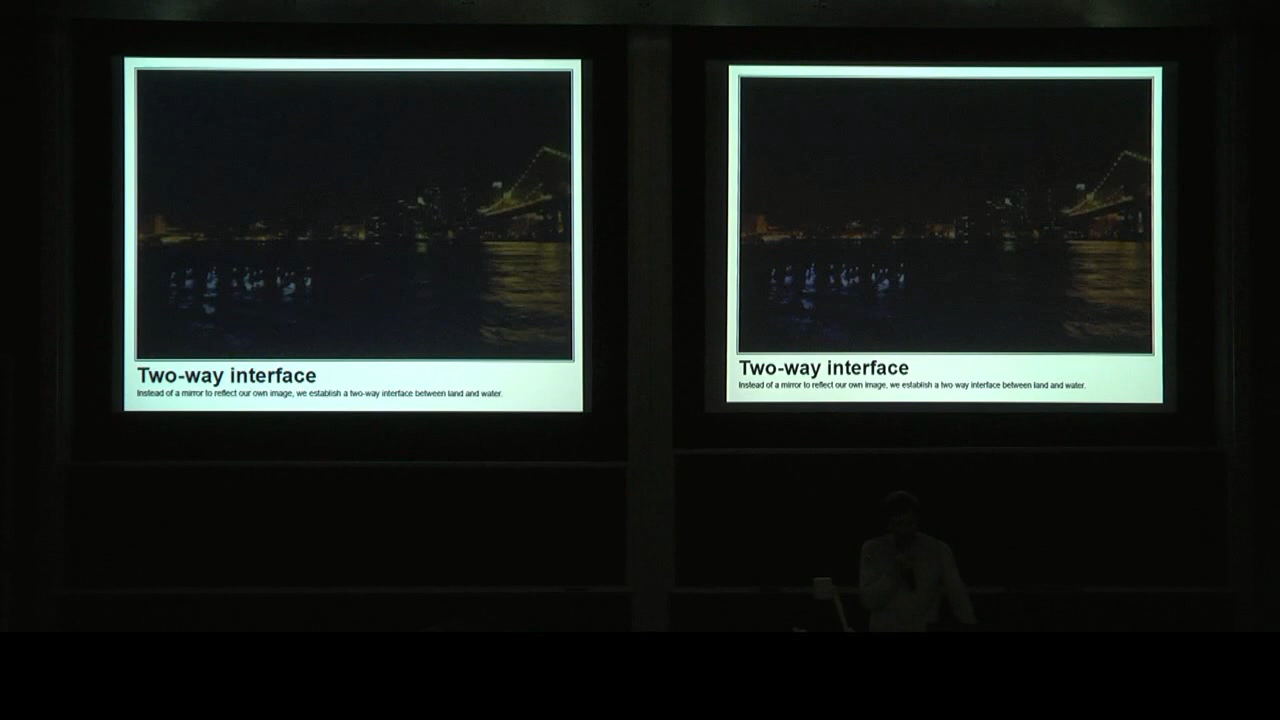 Two-way interface
Instead of a mirror to reflect our own image, we establish a two-way interface between land and water.
Two-way interface
Instead of a mirror to reflect our own image, we establish a two way interface between land and water.